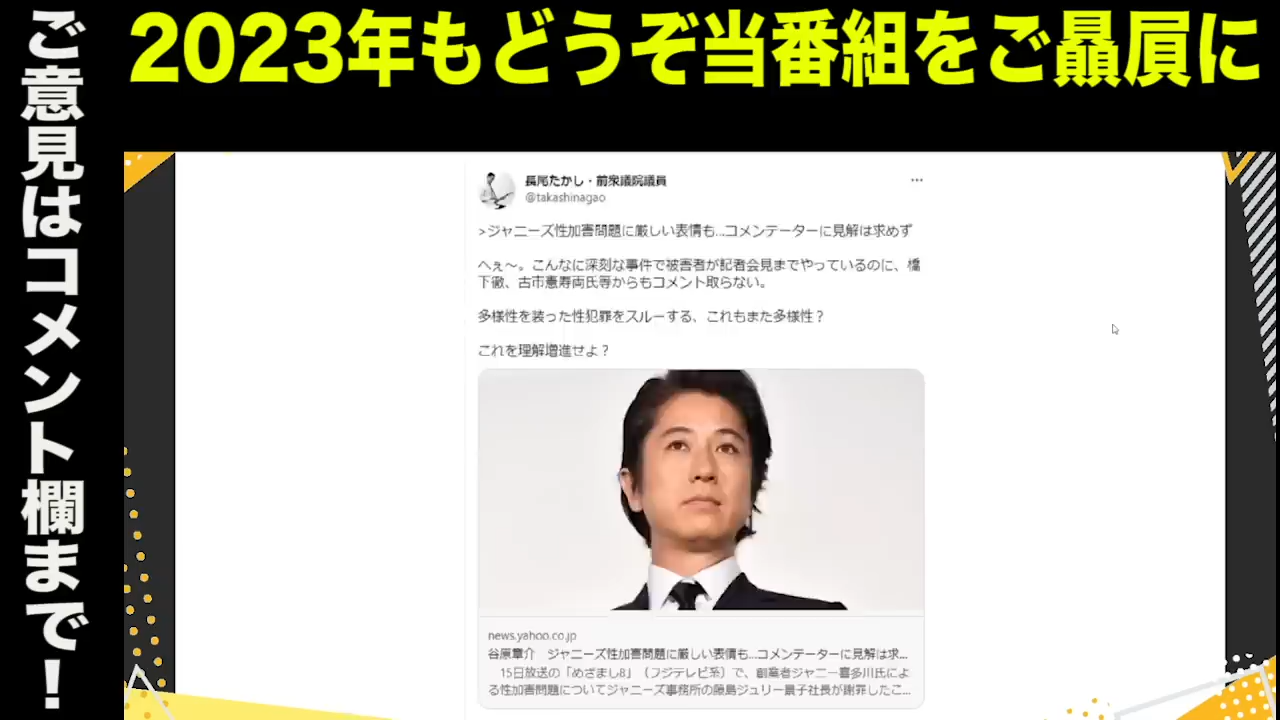 2023年もどうぞ当番組をご贔屓に
ご意見はコメント欄まで！
長尾たかし・前衆議院議員
@takashinagao
>ジャニーズ性加害問題に厳しい表情も...コメンテーターに見解は求めず
へぇ〜。こんなに深刻な事件で被害者が記者会見までやっているのに、橋
下徹、古市憲寿両氏等からもコメント取らない。
多様性を装った性犯罪をスルーする、これもまた多様性？
これを理解増進せよ？
news.yahoo.co.jp
谷原章介　ジャニーズ性加害問題に厳しい表情も...コメンテーターに見解は求...
15日放送の「めざまし8」（フジテレビ系）で、創業者ジャニー喜多川氏によ
る性加害問題についてジャニーズ事務所の藤島ジュリー景子社長が謝罪したこ...